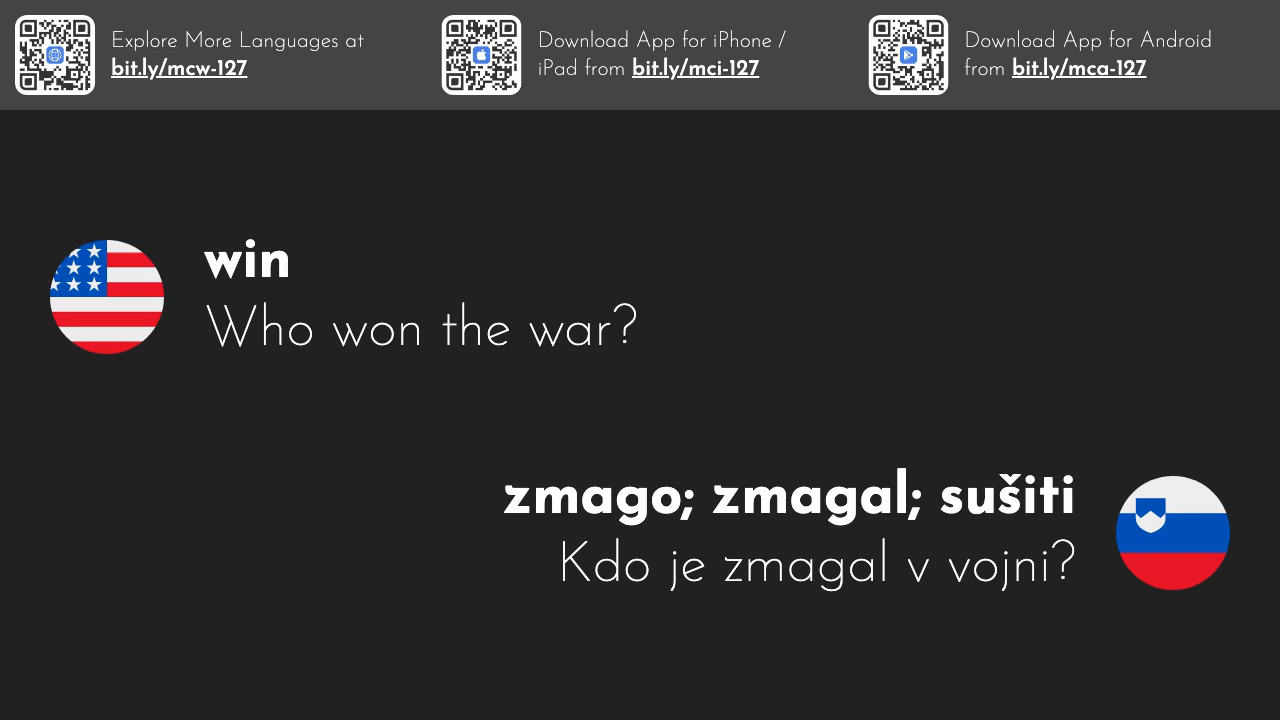 Explore More Languages at
bit.ly/mcw-127
Download App for iPhone /
iPad from bit.ly/mci-127
Download App for Android
from bit.ly/mca-127
win
Who won the war?
zmago; zmagal; sušiti
Kdo je zmagal v vojni?